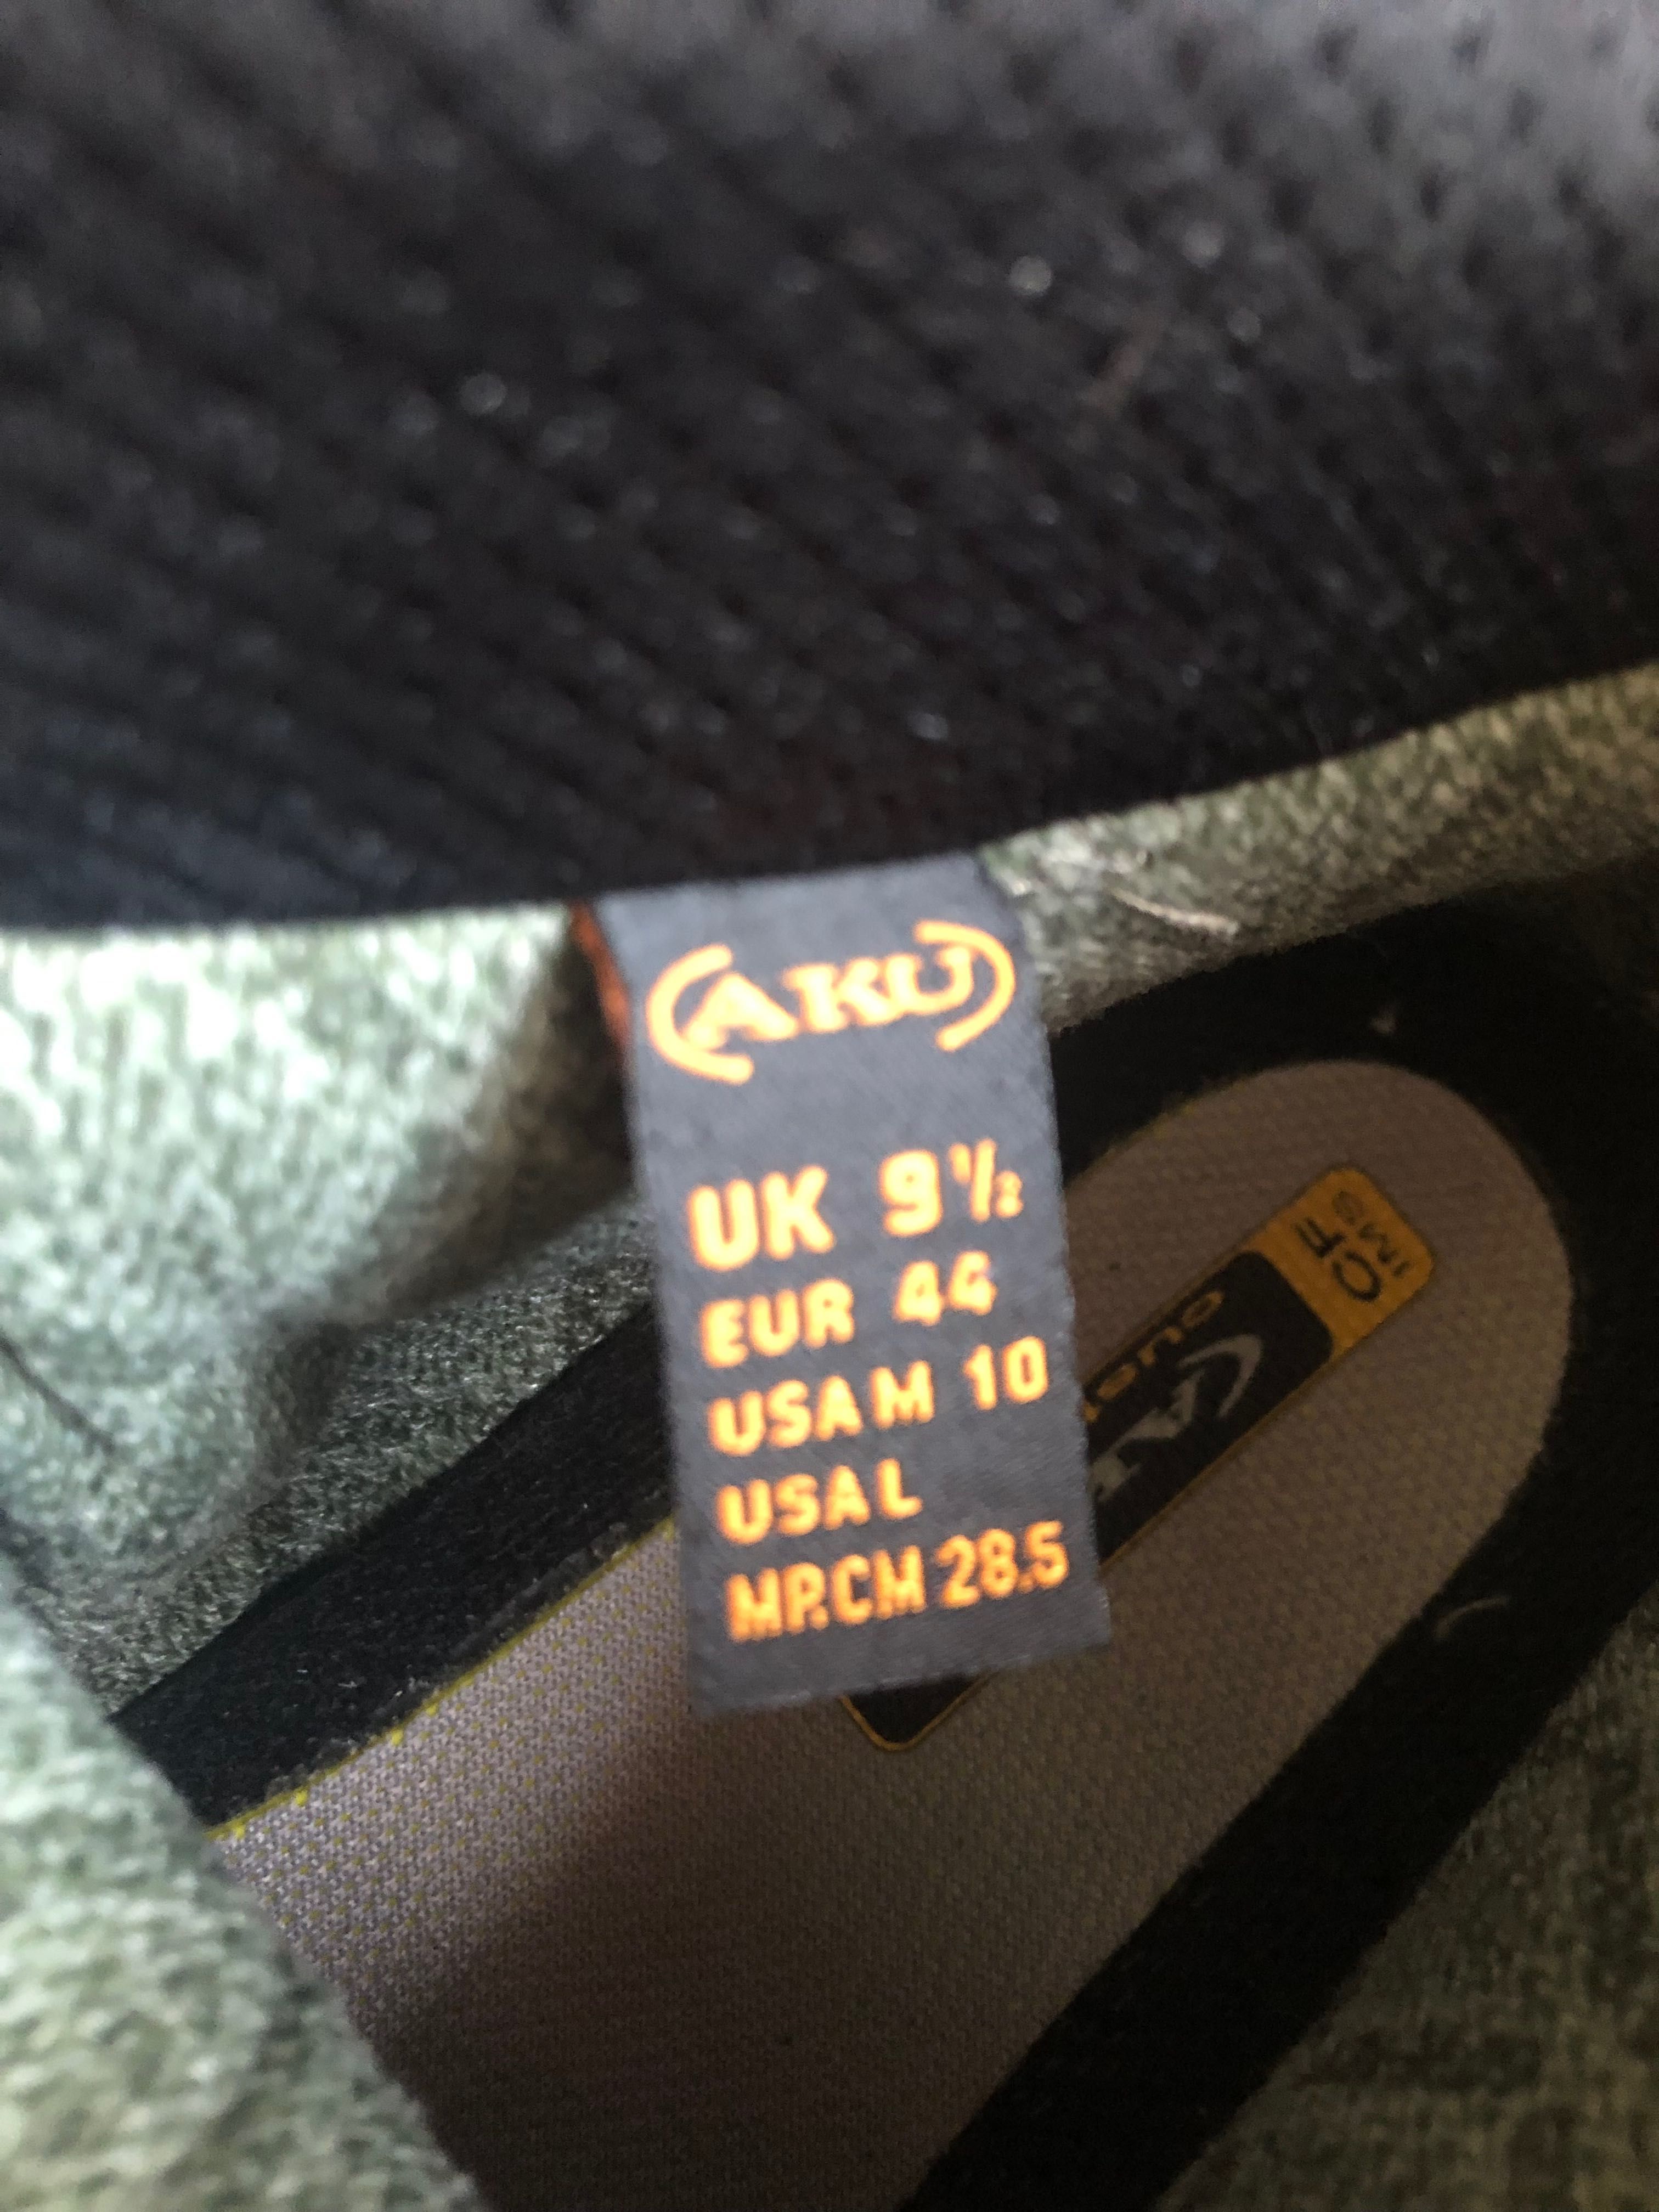 AKU
UK 9½
EUR 44
USA M 10
USA L
MP.CM 28.5